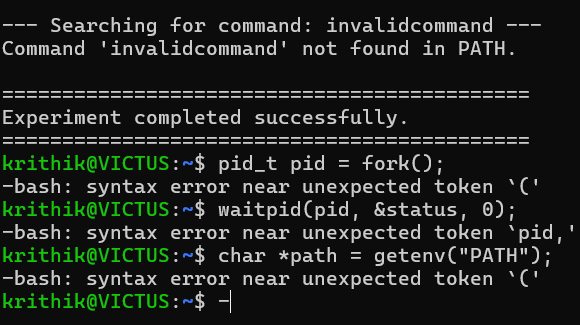 --- Searching for command: invalidcommand ---
Command 'invalidcommand' not found in PATH.
============================================
Experiment completed successfully.
============================================
krithik@VICTUS:~$ pid_t pid = fork();
-bash: syntax error near unexpected token `('
krithik@VICTUS:~$ waitpid(pid, &status, 0);
-bash: syntax error near unexpected token `pid,'
krithik@VICTUS:~$ char *path = getenv("PATH");
-bash: syntax error near unexpected token `('
krithik@VICTUS:~$ -